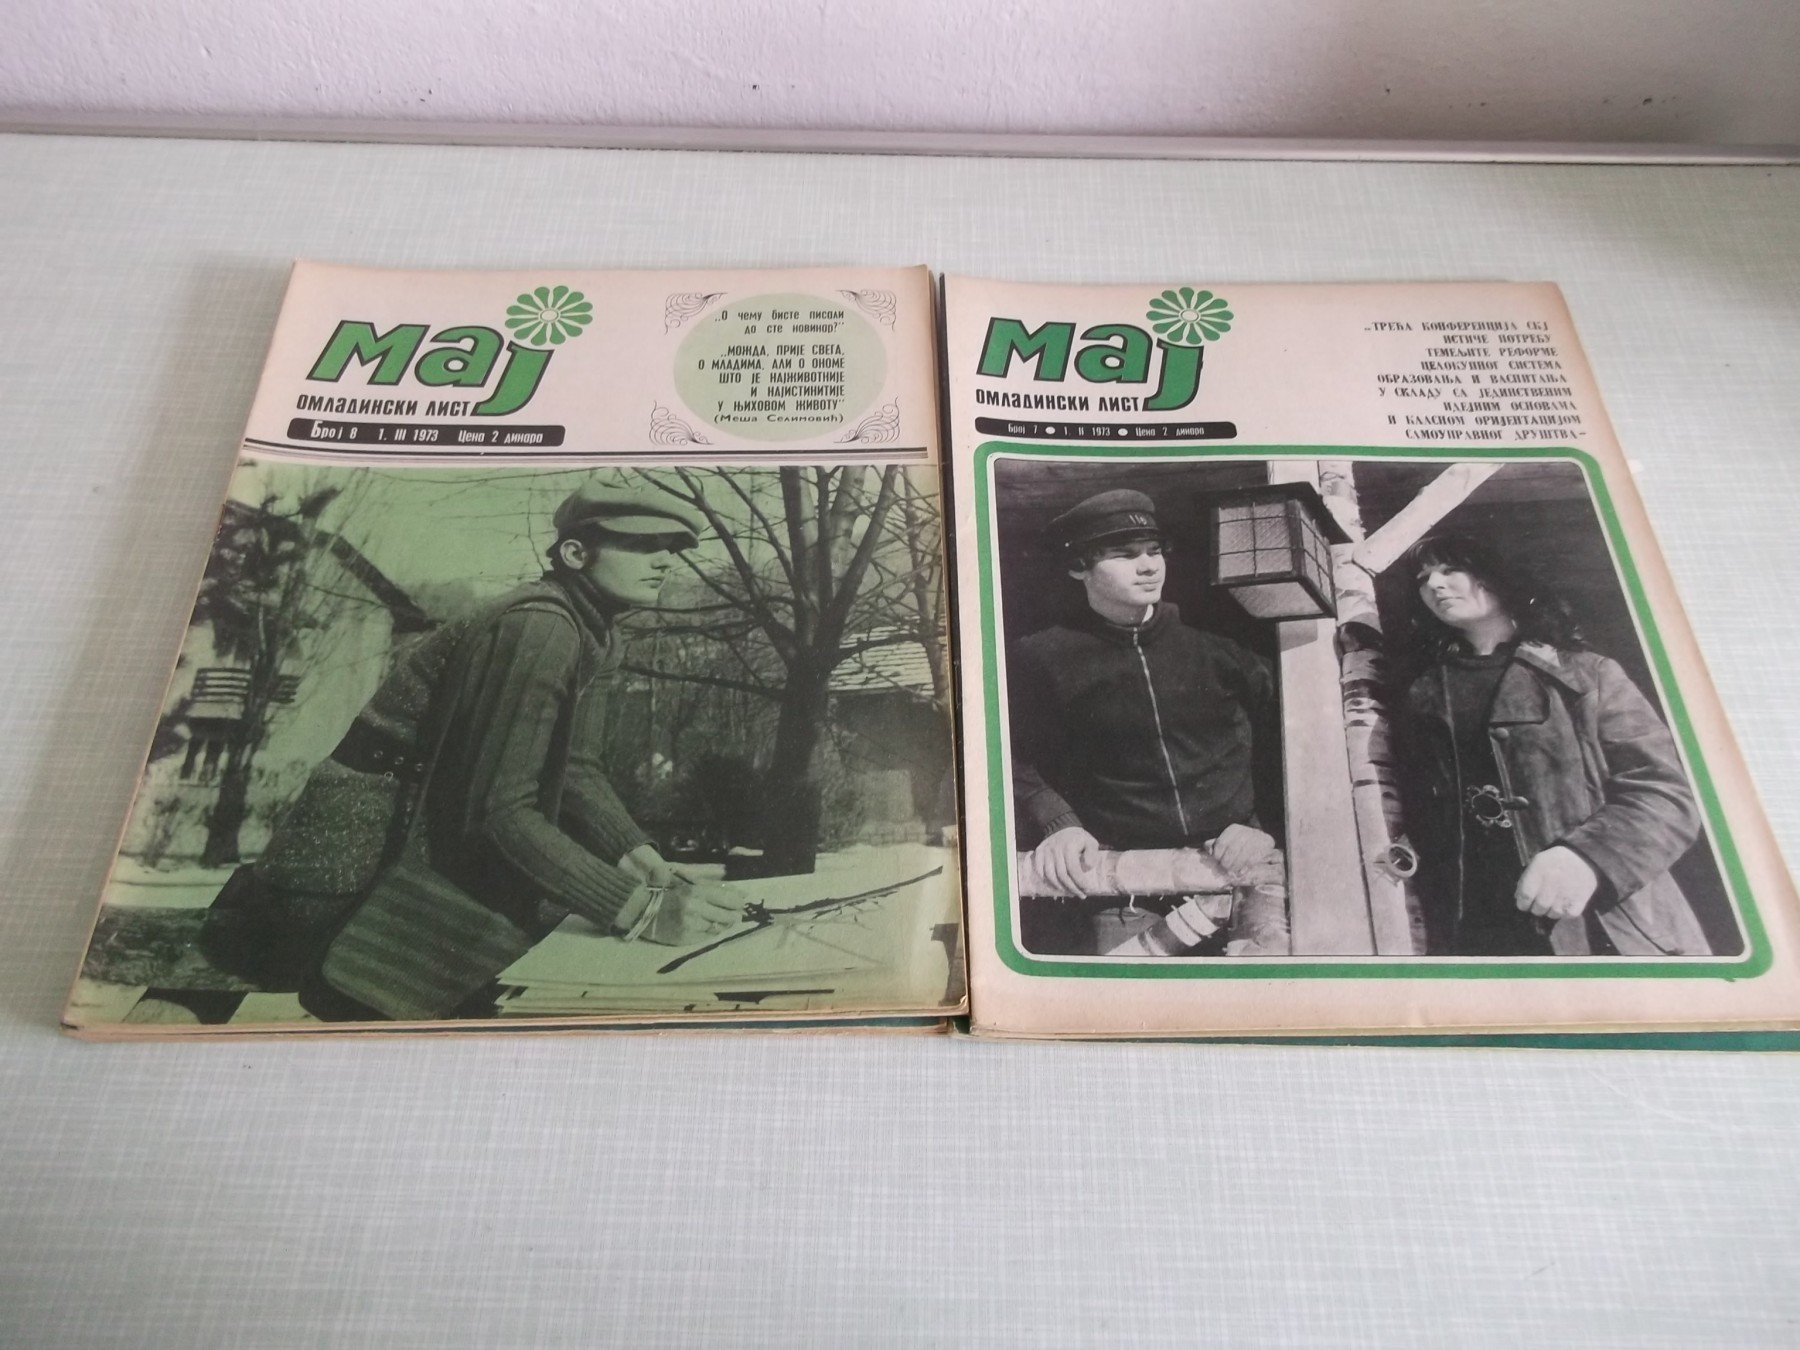 мај
омладински лист
Број 8 1. III 1973 Цена 2 динара
„О чему бисте писали
да сте новинар?“
„МОЖДА, ПРИЈЕ СВЕГА,
О МЛАДИМА, АЛИ О ОНОМЕ
ШТО ЈЕ НАЈЖИВОТНИЈЕ
И НАЈИСТИНИТИЈЕ
У ЊИХОВОМ ЖИВОТУ“
(Меша Селимовић)
мај
омладински лист
Број 7 • 1. II 1973 • Цена 2 динара
„ТРЕЋА КОНФЕРЕНЦИЈА СКЈ
ИСТИЧЕ ПОТРЕБУ
ТЕМЕЉИТЕ РЕФОРМЕ
ЦЕЛОКУПНОГ СИСТЕМА
ОБРАЗОВАЊА И ВАСПИТАЊА
У СКЛАДУ СА ЈЕДИНСТВЕНИМ
ИДЕЈНИМ ОСНОВАМА
И КЛАСНОМ ОРИЈЕНТАЦИЈОМ
САМОУПРАВНОГ ДРУШТВА—